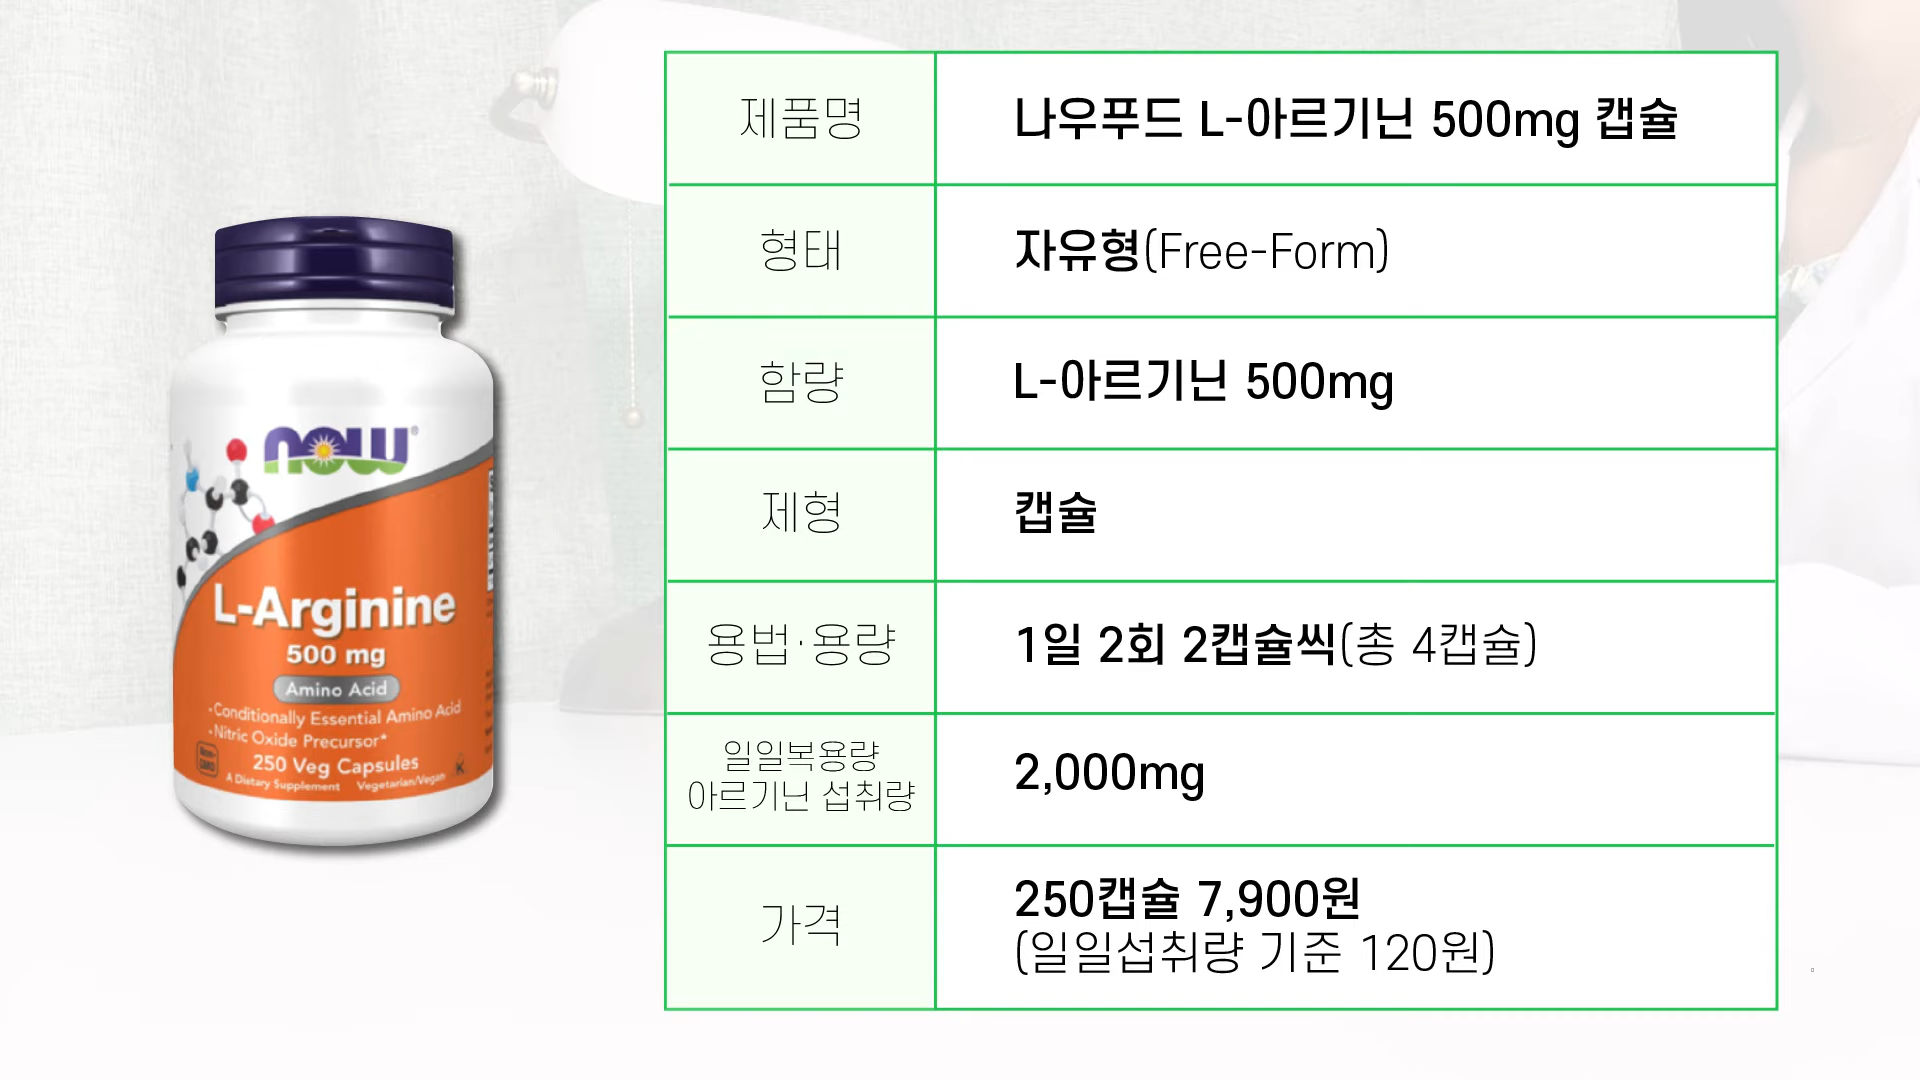 제품명
나우푸드 L-아르기닌 500mg 캡슐
형태
자유형(Free-Form)
함량
L-아르기닌 500mg
제형
캡슐
용법·용량
1일 2회 2캡슐씩(총 4캡슐)
일일복용량
아르기닌 섭취량
2,000mg
가격
250캡슐 7,900원
(일일섭취량 기준 120원)
NOW®
L-Arginine
500 mg
Amino Acid
•Conditionally Essential Amino Acid
•Nitric Oxide Precursor*
Non-
GMO
250 Veg Capsules
K
A Dietary Supplement Vegetarian/Vegan